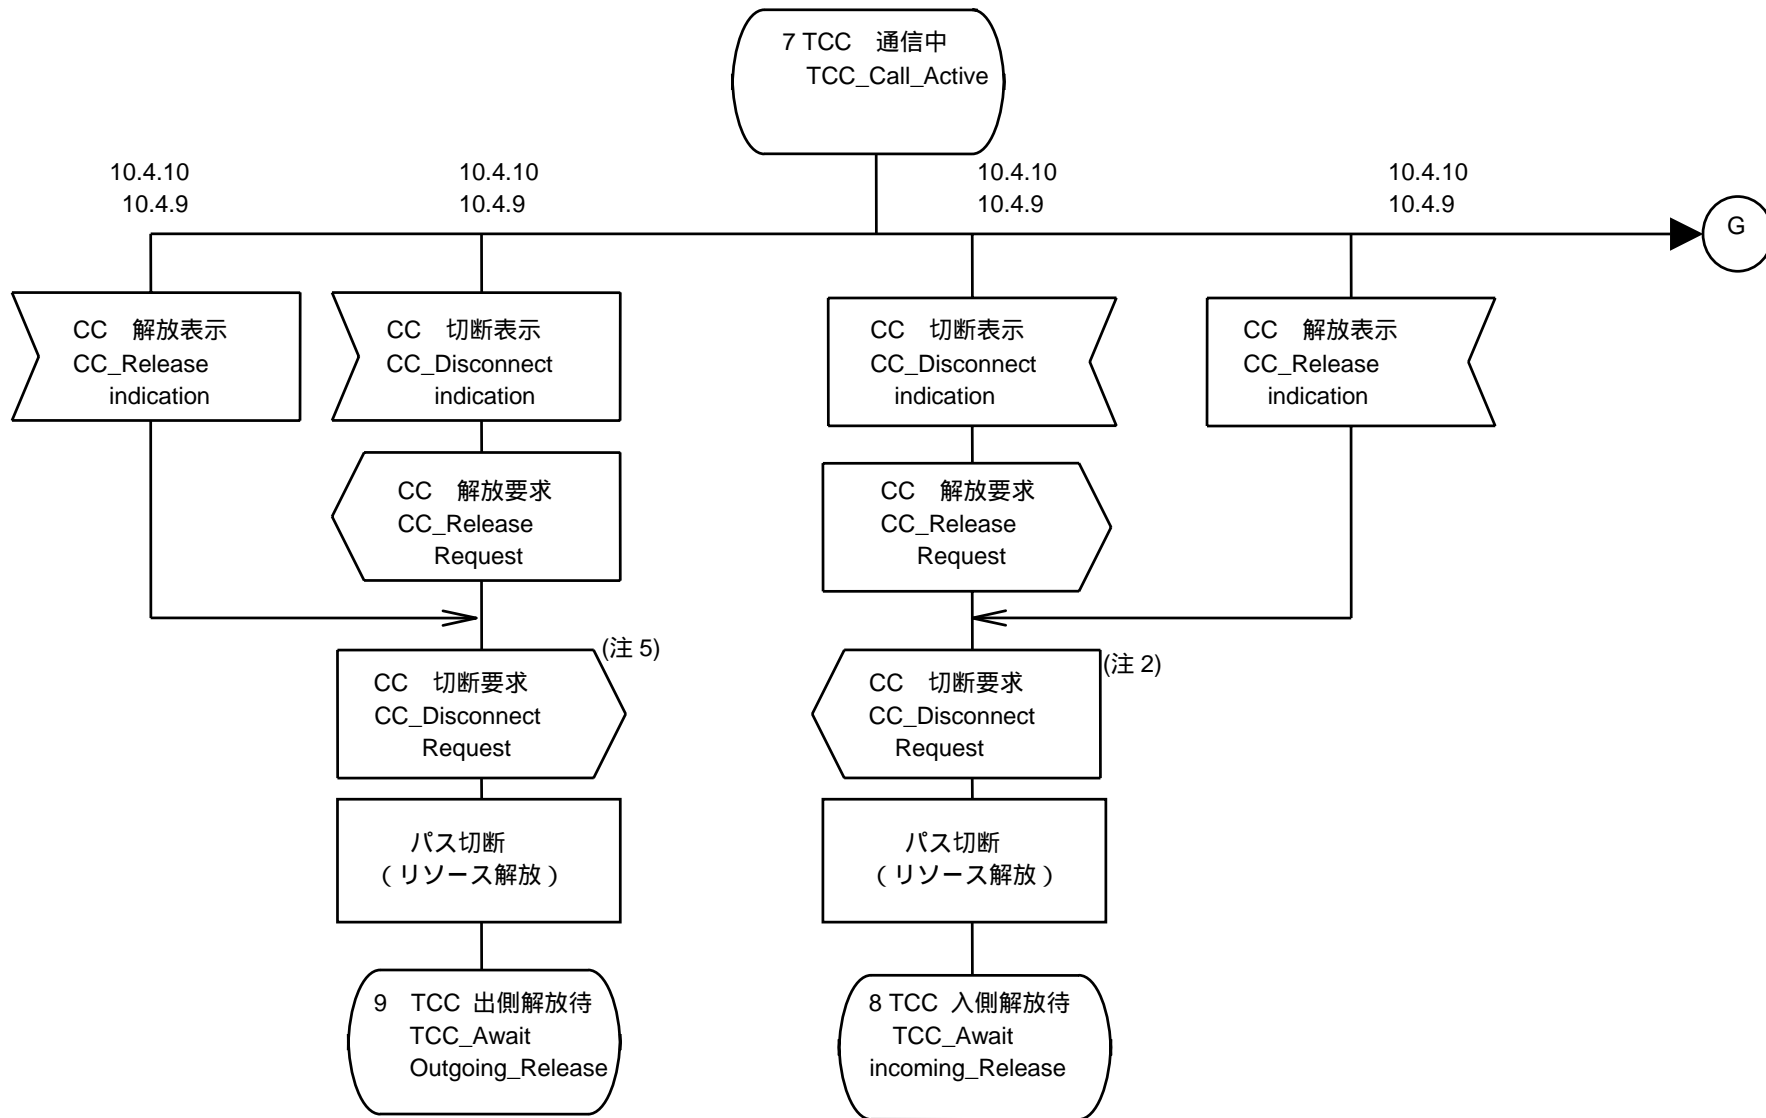 7 TCC　通信中
TCC_Call_Active
10.4.10
10.4.9
10.4.10
10.4.9
10.4.10
10.4.9
10.4.10
10.4.9
G
CC　解放表示
CC_Release
indication
CC　切断表示
CC_Disconnect
indication
CC　切断表示
CC_Disconnect
indication
CC　解放表示
CC_Release
indication
CC　解放要求
CC_Release
Request
CC　解放要求
CC_Release
Request
(注 5)
CC　切断要求
CC_Disconnect
Request
(注 2)
CC　切断要求
CC_Disconnect
Request
パス切断
（リソース解放）
パス切断
（リソース解放）
9　TCC 出側解放待
TCC_Await
Outgoing_Release
8 TCC 入側解放待
TCC_Await
incoming_Release